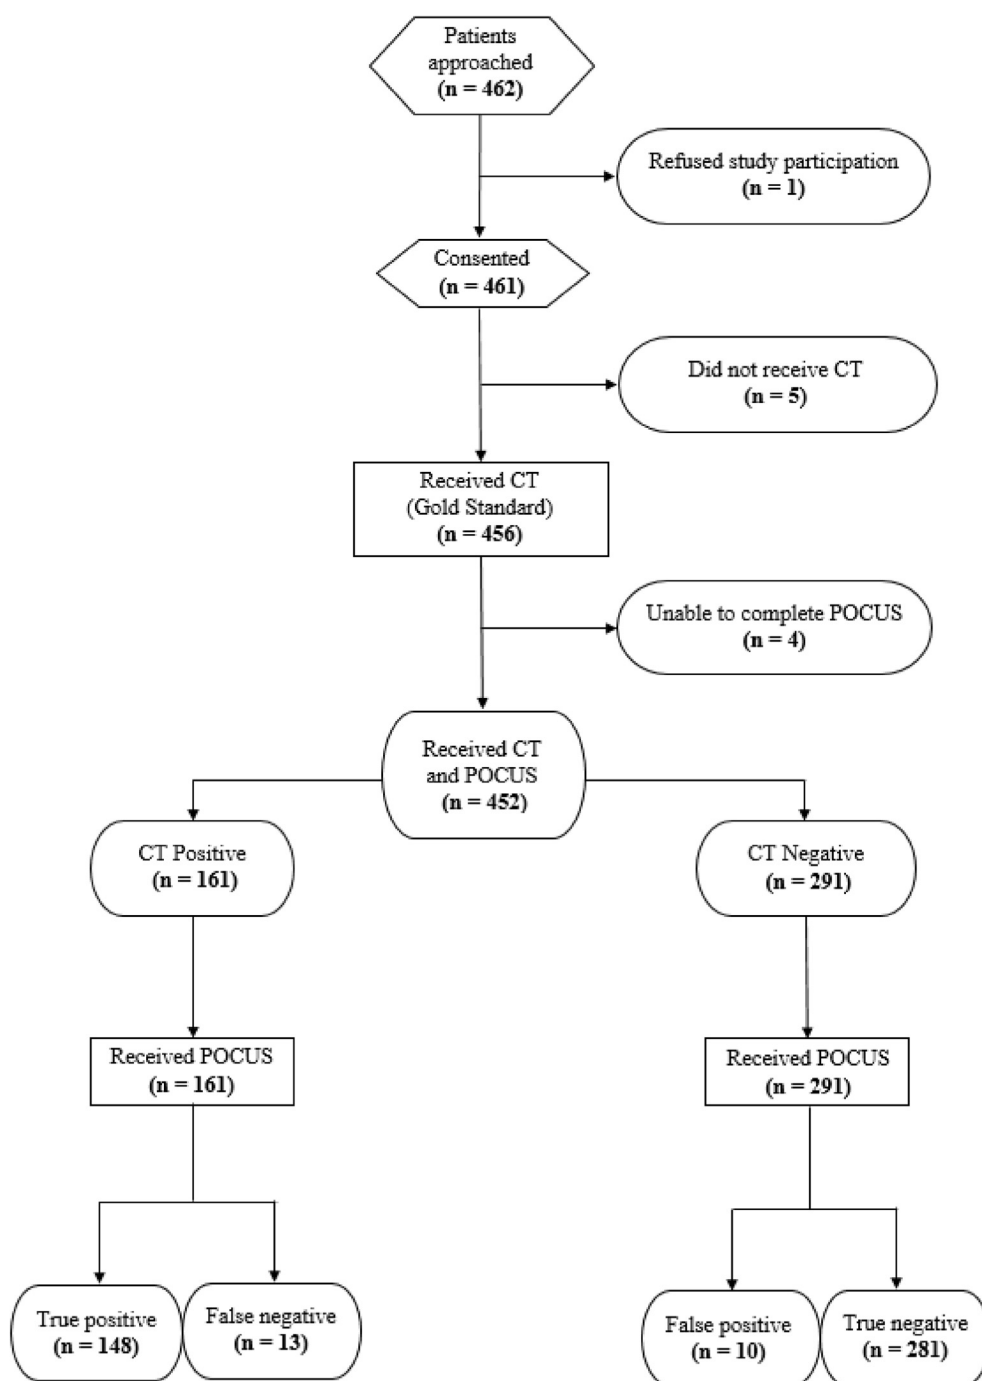 Patients
approached
(n = 462)
Refused study participation
(n = 1)
Consented
(n = 461)
Did not receive CT
(n = 5)
Received CT
(Gold Standard)
(n = 456)
Unable to complete POCUS
(n = 4)
Received CT
and POCUS
(n = 452)
CT Positive
(n = 161)
CT Negative
(n = 291)
Received POCUS
(n = 161)
Received POCUS
(n = 291)
True positive
(n = 148)
False negative
(n = 13)
False positive
(n = 10)
True negative
(n = 281)